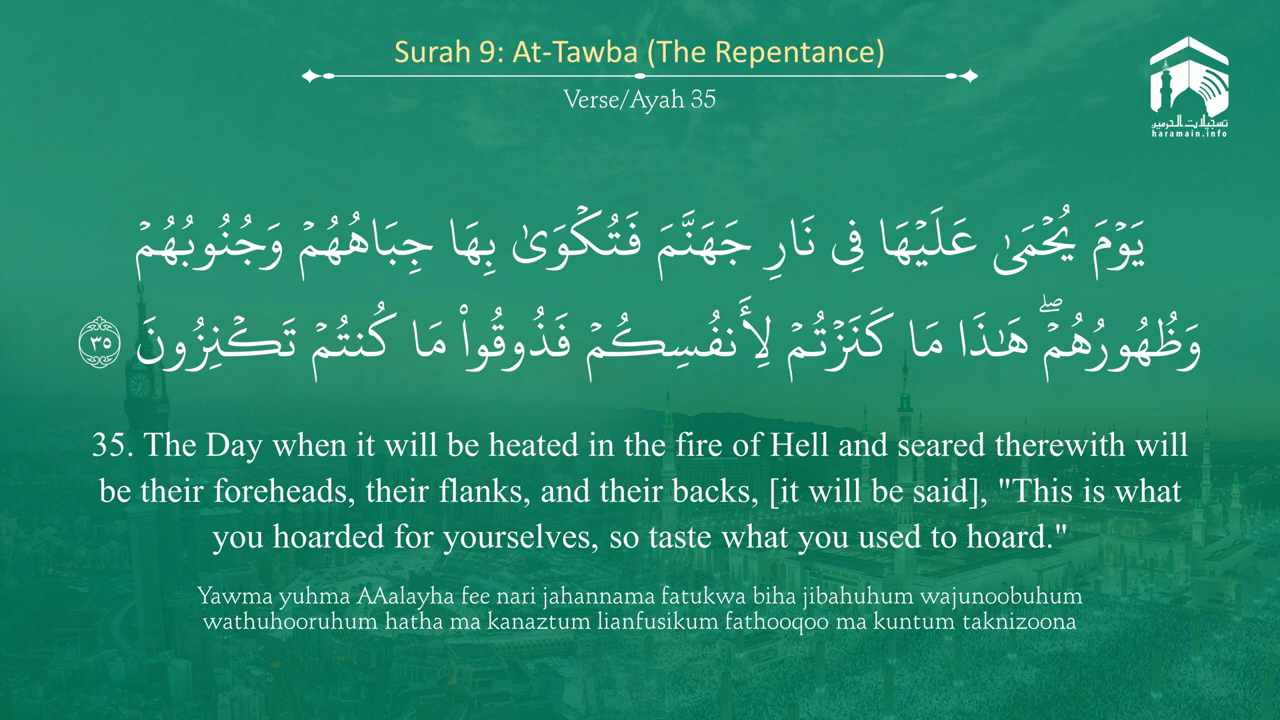 Surah 9: At-Tawba (The Repentance)
Verse/Ayah 35
تسجيلات الحرمين
haramain.info
يَوْمَ يُحْمَىٰ عَلَيْهَا فِى نَارِ جَهَنَّمَ فَتُكْوَىٰ بِهَا جِبَاهُهُمْ وَجُنُوبُهُمْ
وَظُهُورُهُمْ ۖ هَـٰذَا مَا كَنَزْتُمْ لِأَنفُسِكُمْ فَذُوقُوا۟ مَا كُنتُمْ تَكْنِزُونَ ٣٥
35. The Day when it will be heated in the fire of Hell and seared therewith will
be their foreheads, their flanks, and their backs, [it will be said], "This is what
you hoarded for yourselves, so taste what you used to hoard."
Yawma yuhma AAalayha fee nari jahannama fatukwa biha jibahuhum wajunoobuhum
wathuhooruhum hatha ma kanaztum lianfusikum fathooqoo ma kuntum taknizoona